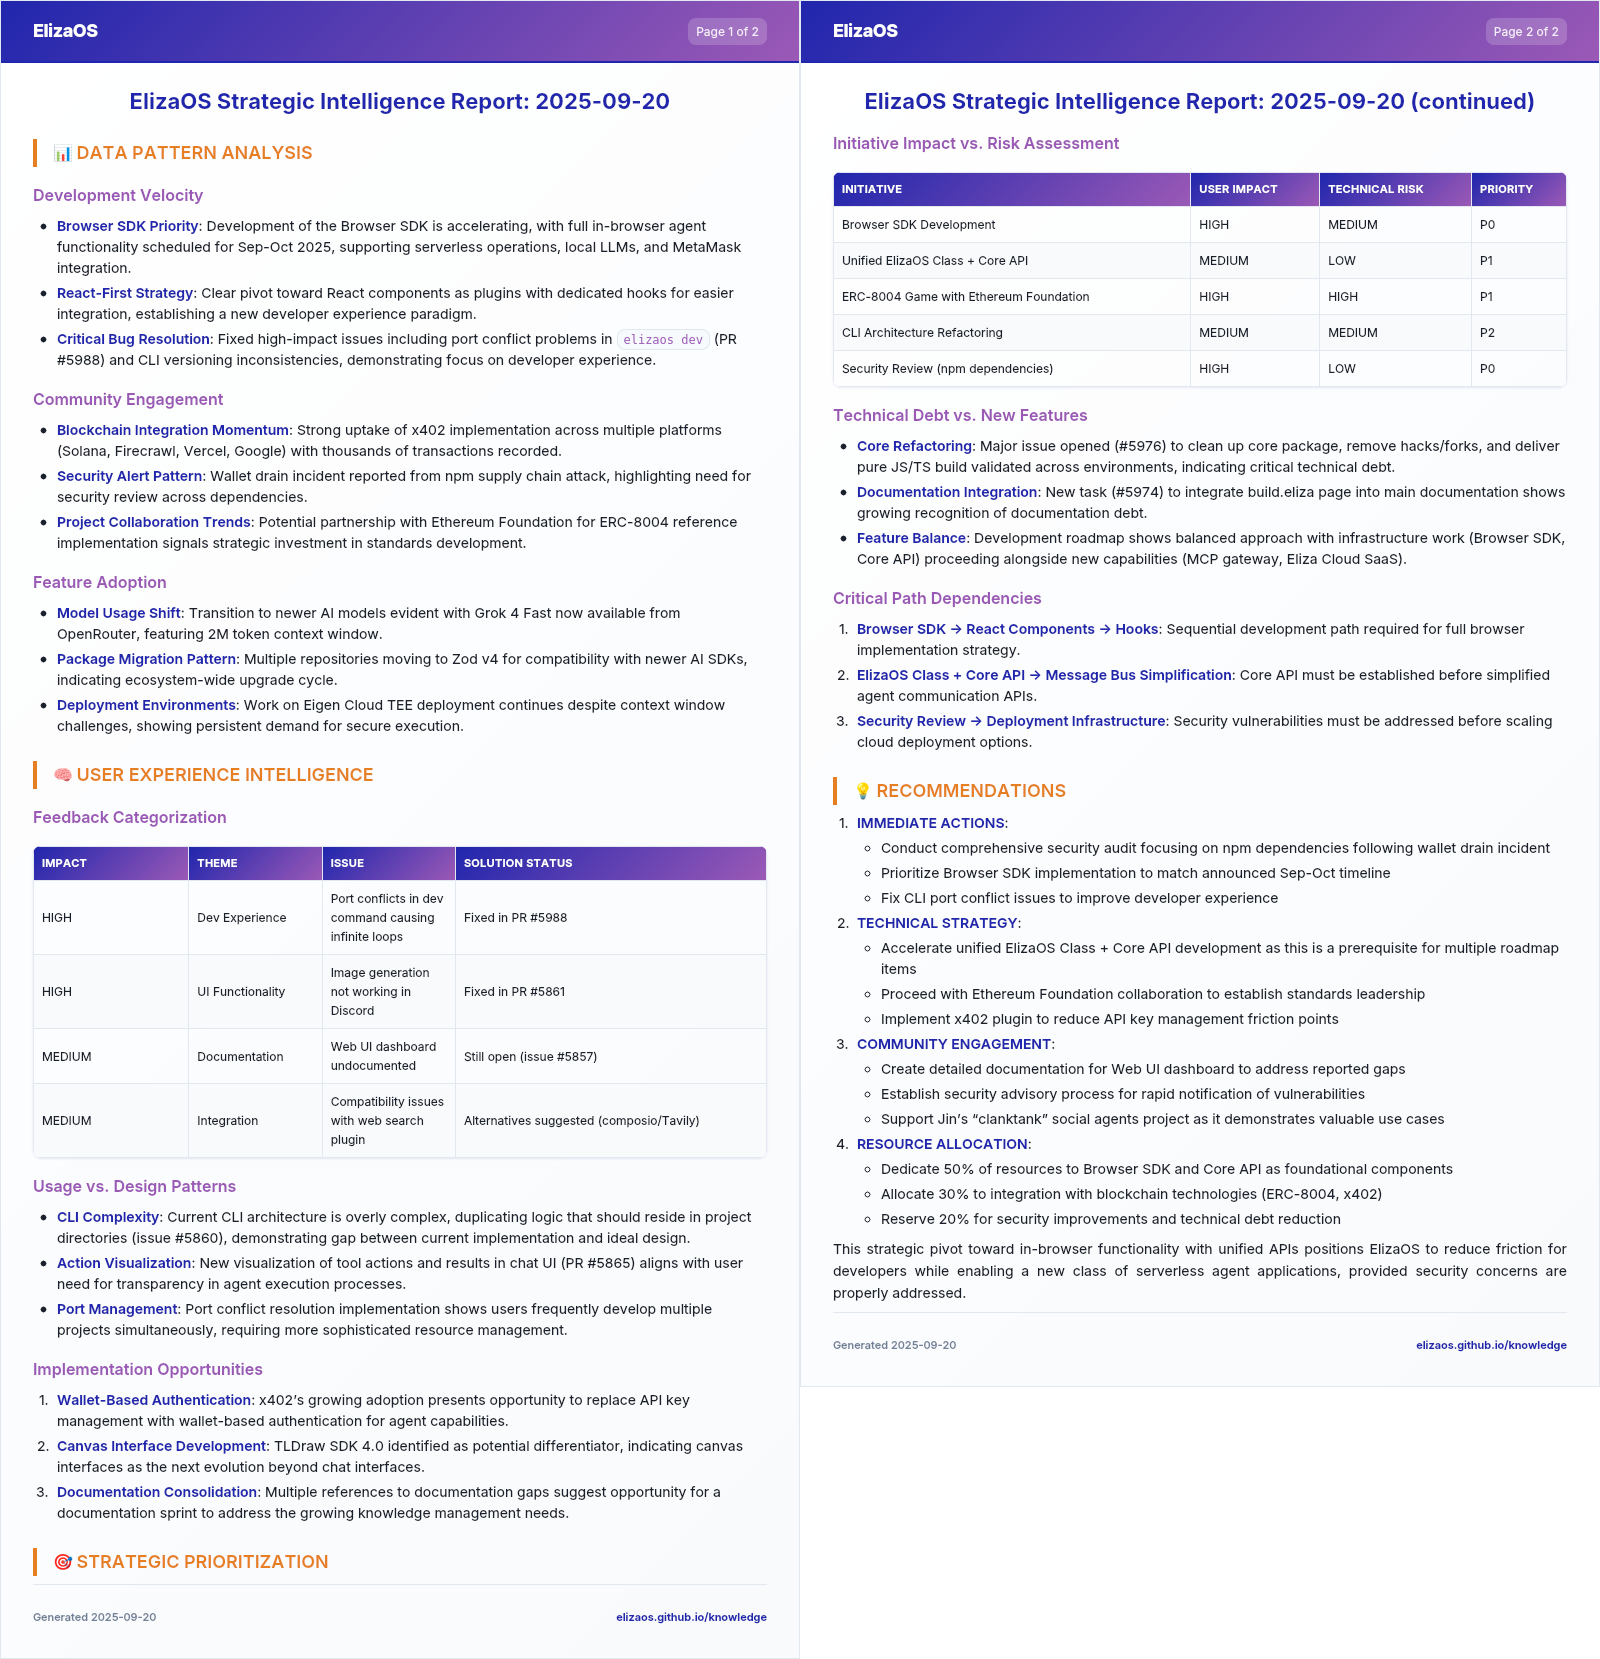 ElizaOS
Page 1 of 2
ElizaOS Strategic Intelligence Report: 2025-09-20
📊 DATA PATTERN ANALYSIS
Development Velocity
• Browser SDK Priority: Development of the Browser SDK is accelerating, with full in-browser agent
functionality scheduled for Sep-Oct 2025, supporting serverless operations, local LLMs, and MetaMask
integration.
• React-First Strategy: Clear pivot toward React components as plugins with dedicated hooks for easier
integration, establishing a new developer experience paradigm.
• Critical Bug Resolution: Fixed high-impact issues including port conflict problems in elizaos dev (PR
#5988) and CLI versioning inconsistencies, demonstrating focus on developer experience.
Community Engagement
• Blockchain Integration Momentum: Strong uptake of x402 implementation across multiple platforms
(Solana, Firecrawl, Vercel, Google) with thousands of transactions recorded.
• Security Alert Pattern: Wallet drain incident reported from npm supply chain attack, highlighting need for
security review across dependencies.
• Project Collaboration Trends: Potential partnership with Ethereum Foundation for ERC-8004 reference
implementation signals strategic investment in standards development.
Feature Adoption
• Model Usage Shift: Transition to newer AI models evident with Grok 4 Fast now available from
OpenRouter, featuring 2M token context window.
• Package Migration Pattern: Multiple repositories moving to Zod v4 for compatibility with newer AI SDKs,
indicating ecosystem-wide upgrade cycle.
• Deployment Environments: Work on Eigen Cloud TEE deployment continues despite context window
challenges, showing persistent demand for secure execution.
🧠 USER EXPERIENCE INTELLIGENCE
Feedback Categorization
IMPACT THEME ISSUE SOLUTION STATUS
HIGH Dev Experience Port conflicts in dev command causing infinite loops Fixed in PR #5988
HIGH UI Functionality Image generation not working in Discord Fixed in PR #5861
MEDIUM Documentation Web UI dashboard undocumented Still open (issue #5857)
MEDIUM Integration Compatibility issues with web search plugin Alternatives suggested (composio/Tavily)
Usage vs. Design Patterns
• CLI Complexity: Current CLI architecture is overly complex, duplicating logic that should reside in project
directories (issue #5860), demonstrating gap between current implementation and ideal design.
• Action Visualization: New visualization of tool actions and results in chat UI (PR #5865) aligns with user
need for transparency in agent execution processes.
• Port Management: Port conflict resolution implementation shows users frequently develop multiple
projects simultaneously, requiring more sophisticated resource management.
Implementation Opportunities
1. Wallet-Based Authentication: x402’s growing adoption presents opportunity to replace API key
management with wallet-based authentication for agent capabilities.
2. Canvas Interface Development: TLDraw SDK 4.0 identified as potential differentiator, indicating canvas
interfaces as the next evolution beyond chat interfaces.
3. Documentation Consolidation: Multiple references to documentation gaps suggest opportunity for a
documentation sprint to address the growing knowledge management needs.
🎯 STRATEGIC PRIORITIZATION
Generated 2025-09-20
elizaos.github.io/knowledge
ElizaOS
Page 2 of 2
ElizaOS Strategic Intelligence Report: 2025-09-20 (continued)
Initiative Impact vs. Risk Assessment
INITIATIVE USER IMPACT TECHNICAL RISK PRIORITY
Browser SDK Development HIGH MEDIUM P0
Unified ElizaOS Class + Core API MEDIUM LOW P1
ERC-8004 Game with Ethereum Foundation HIGH HIGH P1
CLI Architecture Refactoring MEDIUM MEDIUM P2
Security Review (npm dependencies) HIGH LOW P0
Technical Debt vs. New Features
• Core Refactoring: Major issue opened (#5976) to clean up core package, remove hacks/forks, and deliver
pure JS/TS build validated across environments, indicating critical technical debt.
• Documentation Integration: New task (#5974) to integrate build.eliza page into main documentation shows
growing recognition of documentation debt.
• Feature Balance: Development roadmap shows balanced approach with infrastructure work (Browser SDK,
Core API) proceeding alongside new capabilities (MCP gateway, Eliza Cloud SaaS).
Critical Path Dependencies
1. Browser SDK → React Components → Hooks: Sequential development path required for full browser
implementation strategy.
2. ElizaOS Class + Core API → Message Bus Simplification: Core API must be established before simplified
agent communication APIs.
3. Security Review → Deployment Infrastructure: Security vulnerabilities must be addressed before scaling
cloud deployment options.
💡 RECOMMENDATIONS
1. IMMEDIATE ACTIONS:
◦ Conduct comprehensive security audit focusing on npm dependencies following wallet drain incident
◦ Prioritize Browser SDK implementation to match announced Sep-Oct timeline
◦ Fix CLI port conflict issues to improve developer experience
2. TECHNICAL STRATEGY:
◦ Accelerate unified ElizaOS Class + Core API development as this is a prerequisite for multiple roadmap
items
◦ Proceed with Ethereum Foundation collaboration to establish standards leadership
◦ Implement x402 plugin to reduce API key management friction points
3. COMMUNITY ENGAGEMENT:
◦ Create detailed documentation for Web UI dashboard to address reported gaps
◦ Establish security advisory process for rapid notification of vulnerabilities
◦ Support Jin’s “clanktank” social agents project as it demonstrates valuable use cases
4. RESOURCE ALLOCATION:
◦ Dedicate 50% of resources to Browser SDK and Core API as foundational components
◦ Allocate 30% to integration with blockchain technologies (ERC-8004, x402)
◦ Reserve 20% for security improvements and technical debt reduction
This strategic pivot toward in-browser functionality with unified APIs positions ElizaOS to reduce friction for
developers while enabling a new class of serverless agent applications, provided security concerns are
properly addressed.
Generated 2025-09-20
elizaos.github.io/knowledge